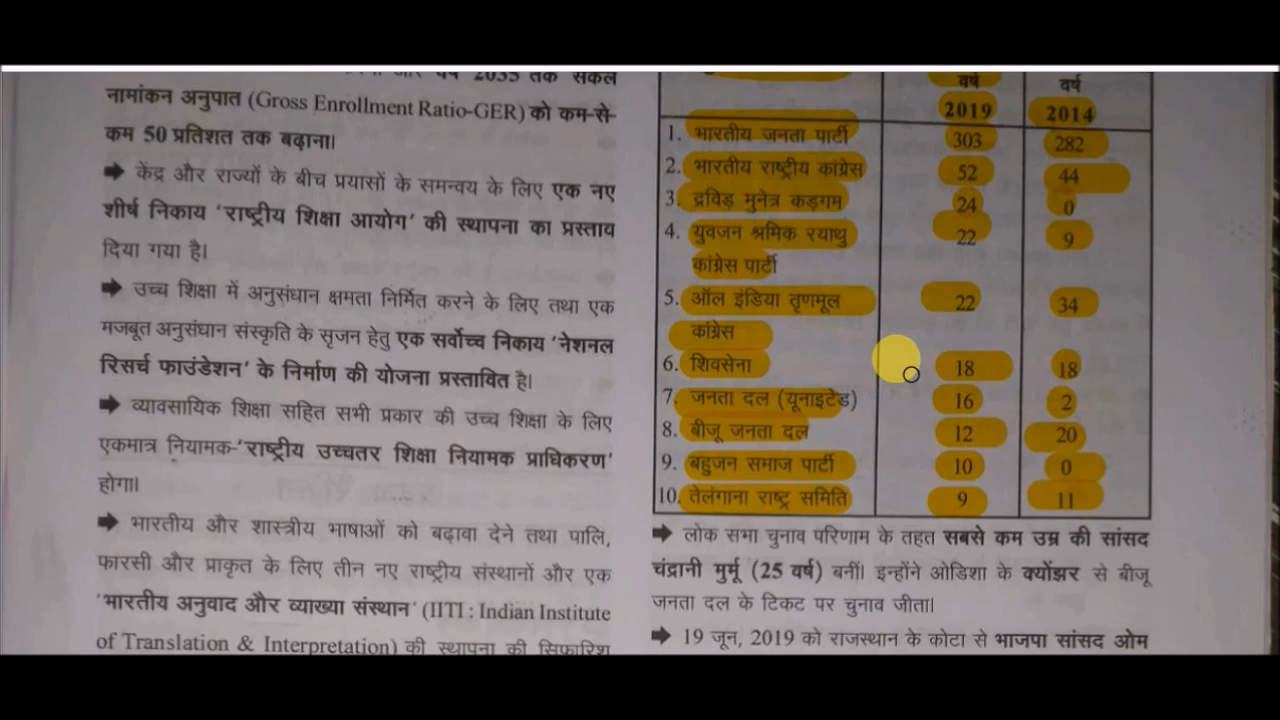 2035 तक सकल
नामांकन अनुपात (Gross Enrollment Ratio-GER) को कम-से-
कम 50 प्रतिशत तक बढ़ाना।
➡ केंद्र और राज्यों के बीच प्रयासों के समन्वय के लिए एक नए
शीर्ष निकाय 'राष्ट्रीय शिक्षा आयोग' की स्थापना का प्रस्ताव
दिया गया है।
➡ उच्च शिक्षा में अनुसंधान क्षमता निर्मित करने के लिए तथा एक
मजबूत अनुसंधान संस्कृति के सृजन हेतु एक सर्वोच्च निकाय 'नेशनल
रिसर्च फाउंडेशन' के निर्माण की योजना प्रस्तावित है।
➡ व्यावसायिक शिक्षा सहित सभी प्रकार की उच्च शिक्षा के लिए
एकमात्र नियामक-'राष्ट्रीय उच्चतर शिक्षा नियामक प्राधिकरण'
होगा।
➡ भारतीय और शास्त्रीय भाषाओं को बढ़ावा देने तथा पालि,
फारसी और प्राकृत के लिए तीन नए राष्ट्रीय संस्थानों और एक
'भारतीय अनुवाद और व्याख्या संस्थान' (IITI : Indian Institute
of Translation & Interpretation) की स्थापना की सिफारिश
वर्ष वर्ष
2019 2014
1. भारतीय जनता पार्टी 303 282
2. भारतीय राष्ट्रीय कांग्रेस 52 44
3. द्रविड़ मुनेत्र कड़गम 24 0
4. युवजन श्रमिक रयाथु 22 9
कांग्रेस पार्टी
5. ऑल इंडिया तृणमूल 22 34
कांग्रेस
6. शिवसेना 18 18
7. जनता दल (यूनाइटेड) 16 2
8. बीजू जनता दल 12 20
9. बहुजन समाज पार्टी 10 0
10. तेलंगाना राष्ट्र समिति 9 11
➡ लोक सभा चुनाव परिणाम के तहत सबसे कम उम्र की सांसद
चंद्रानी मुर्मू (25 वर्ष) बनीं। इन्होंने ओडिशा के क्योंझर से बीजू
जनता दल के टिकट पर चुनाव जीता।
➡ 19 जून, 2019 को राजस्थान के कोटा से भाजपा सांसद ओम